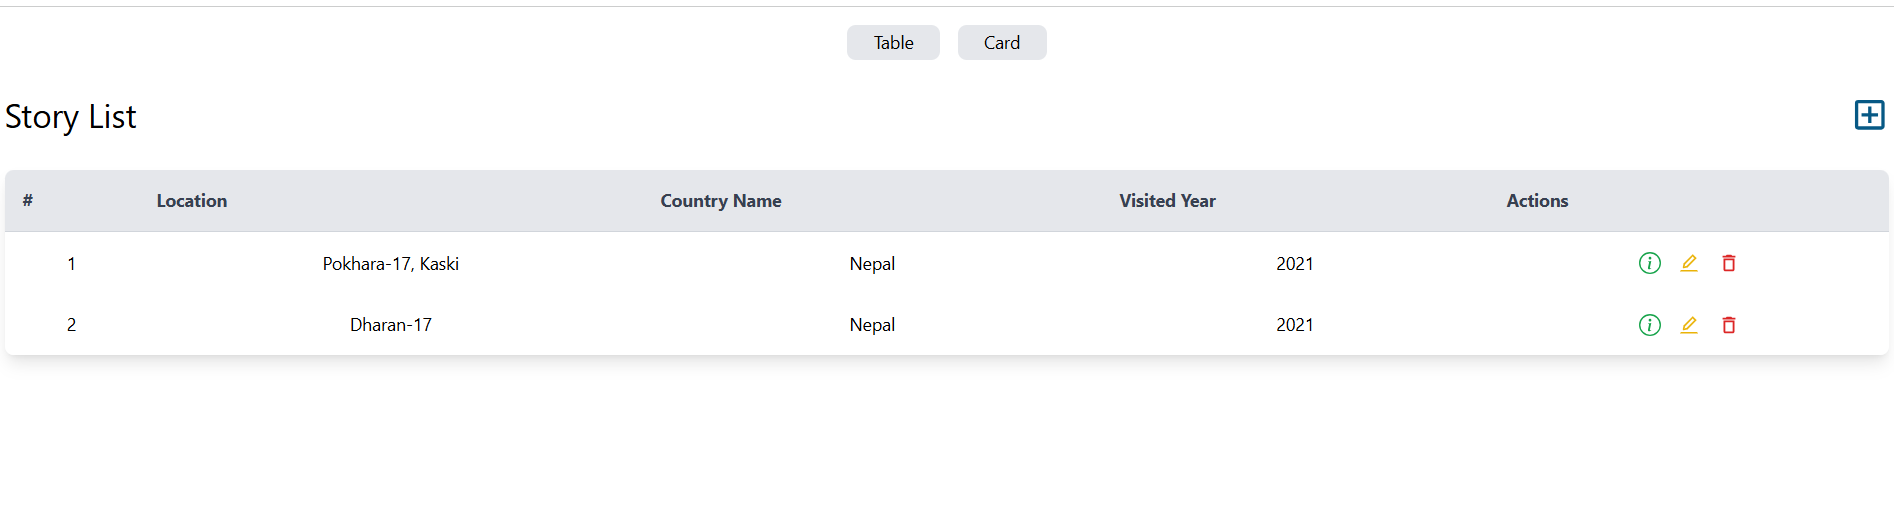 Table Card
Story List
# Location Country Name Visited Year Actions
1 Pokhara-17, Kaski Nepal 2021
2 Dharan-17 Nepal 2021